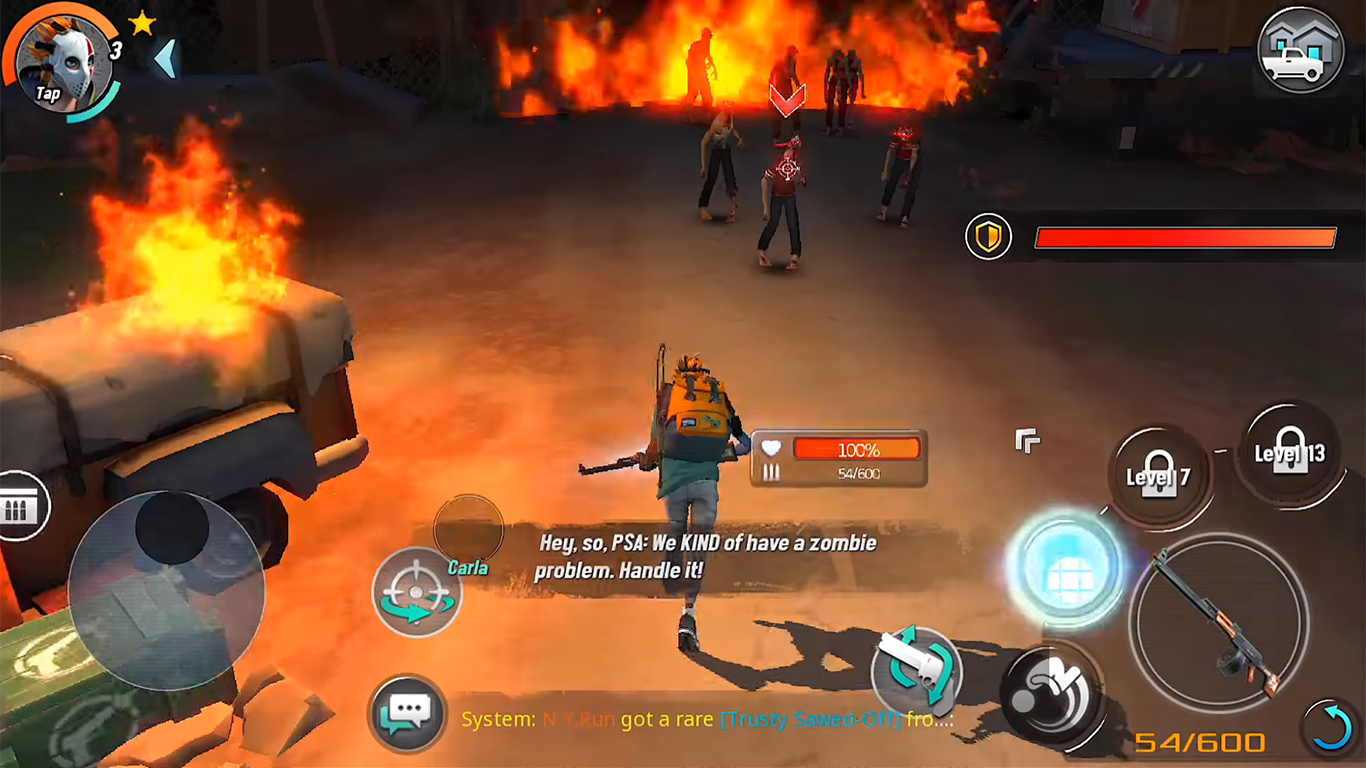 3
Tap
100%
54/600
Level 7
Level 13
Hey, so, PSA: We KIND of have a zombie
problem. Handle it!
Carla
System: N Y Run got a rare [Trusty Sawed-Off] fro...:
54/600